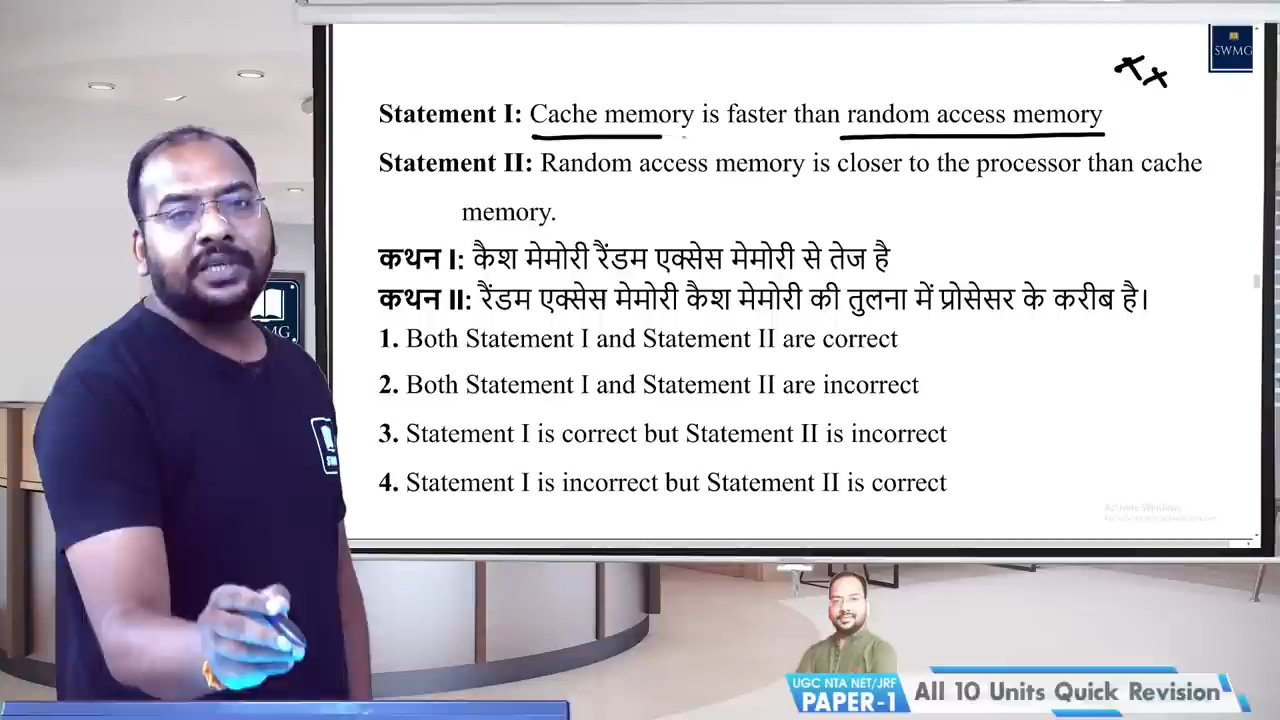 SWMG
xx
Statement I: Cache memory is faster than random access memory
Statement II: Random access memory is closer to the processor than cache
memory.
कथन I: कैश मेमोरी रैंडम एक्सेस मेमोरी से तेज है
कथन II: रैंडम एक्सेस मेमोरी कैश मेमोरी की तुलना में प्रोसेसर के करीब है।
1. Both Statement I and Statement II are correct
2. Both Statement I and Statement II are incorrect
3. Statement I is correct but Statement II is incorrect
4. Statement I is incorrect but Statement II is correct
Activate Windows
UGC NTA NET/JRF
PAPER-1
All 10 Units Quick Revision